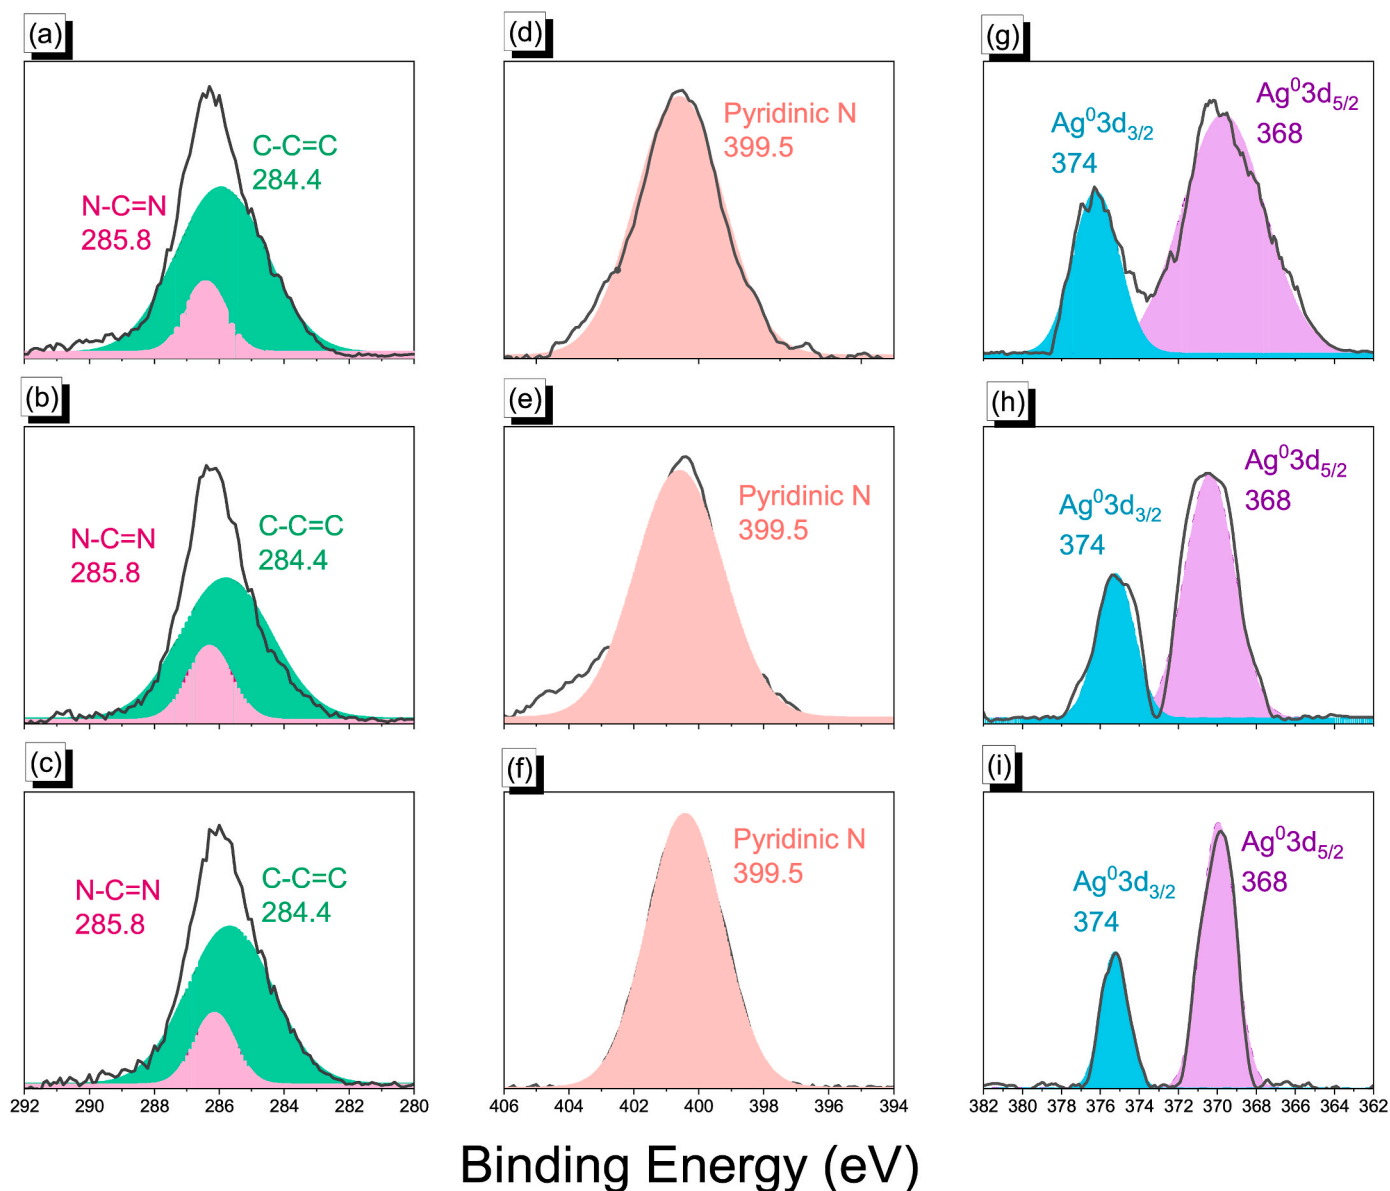 (a)
C-C=C
284.4
N-C=N
285.8
(d)
Pyridinic N
399.5
(g)
Ag⁰3d₃/₂
374
Ag⁰3d₅/₂
368
(b)
N-C=N
285.8
C-C=C
284.4
(e)
Pyridinic N
399.5
(h)
Ag⁰3d₃/₂
374
Ag⁰3d₅/₂
368
(c)
N-C=N
285.8
C-C=C
284.4
292 290 288 286 284 282 280
(f)
Pyridinic N
399.5
406 404 402 400 398 396 394
(i)
Ag⁰3d₃/₂
374
Ag⁰3d₅/₂
368
382 380 378 376 374 372 370 368 366 364 362
Binding Energy (eV)